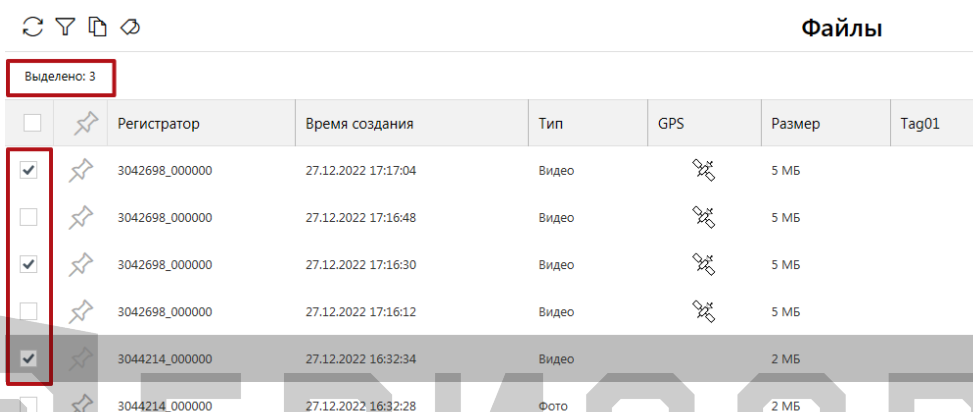 Файлы
Выделено: 3
Регистратор Время создания Тип GPS Размер Tag01
3042698_000000 27.12.2022 17:17:04 Видео 5 МБ
3042698_000000 27.12.2022 17:16:48 Видео 5 МБ
3042698_000000 27.12.2022 17:16:30 Видео 5 МБ
3042698_000000 27.12.2022 17:16:12 Видео 5 МБ
3044214_000000 27.12.2022 16:32:34 Видео 2 МБ
3044214_000000 27.12.2022 16:32:28 Фото 2 МБ